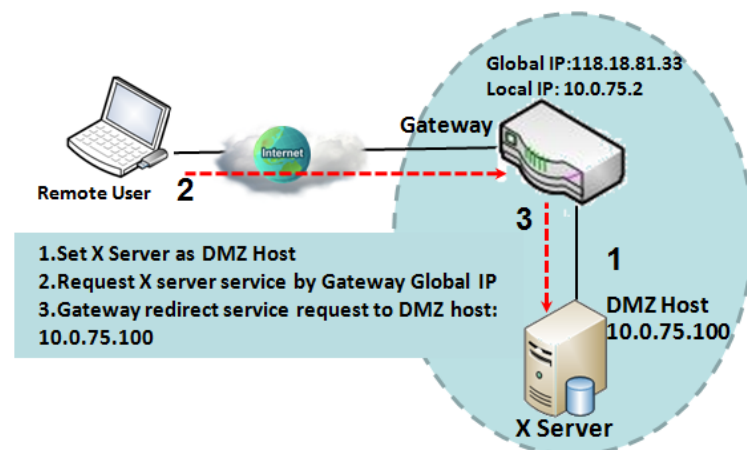 Global IP:118.18.81.33
Local IP: 10.0.75.2
Gateway
Internet
Remote User
2
3
1
1.Set X Server as DMZ Host
2.Request X server service by Gateway Global IP
3.Gateway redirect service request to DMZ host:
10.0.75.100
DMZ Host
10.0.75.100
X Server